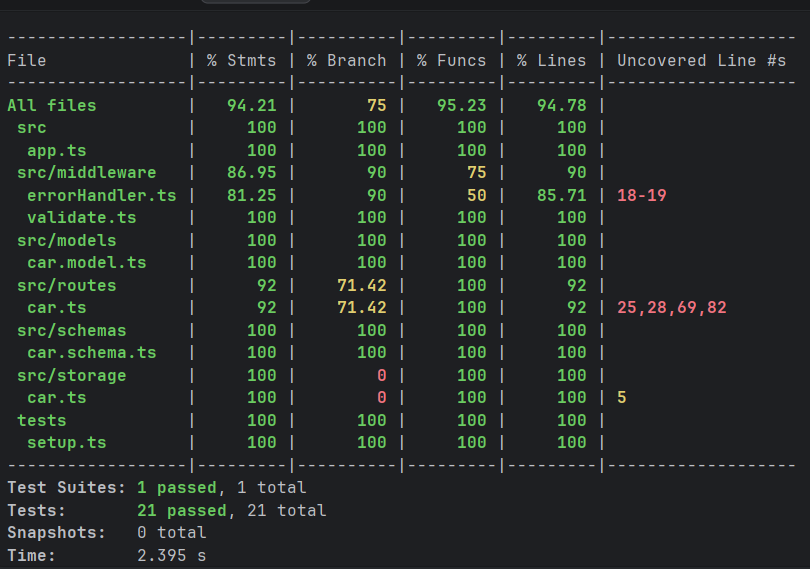 ------------------|---------|----------|---------|---------|-------------------
File              | % Stmts | % Branch | % Funcs | % Lines | Uncovered Line #s
------------------|---------|----------|---------|---------|-------------------
All files         |   94.21 |       75 |   95.23 |   94.78 |
 src              |     100 |      100 |     100 |     100 |
  app.ts          |     100 |      100 |     100 |     100 |
 src/middleware   |   86.95 |       90 |      75 |      90 |
  errorHandler.ts |   81.25 |       90 |      50 |   85.71 | 18-19
  validate.ts     |     100 |      100 |     100 |     100 |
 src/models       |     100 |      100 |     100 |     100 |
  car.model.ts    |     100 |      100 |     100 |     100 |
 src/routes       |      92 |    71.42 |     100 |      92 |
  car.ts          |      92 |    71.42 |     100 |      92 | 25,28,69,82
 src/schemas      |     100 |      100 |     100 |     100 |
  car.schema.ts   |     100 |      100 |     100 |     100 |
 src/storage      |     100 |        0 |     100 |     100 |
  car.ts          |     100 |        0 |     100 |     100 | 5
 tests            |     100 |      100 |     100 |     100 |
  setup.ts        |     100 |      100 |     100 |     100 |
------------------|---------|----------|---------|---------|-------------------
Test Suites: 1 passed, 1 total
Tests:       21 passed, 21 total
Snapshots:   0 total
Time:        2.395 s